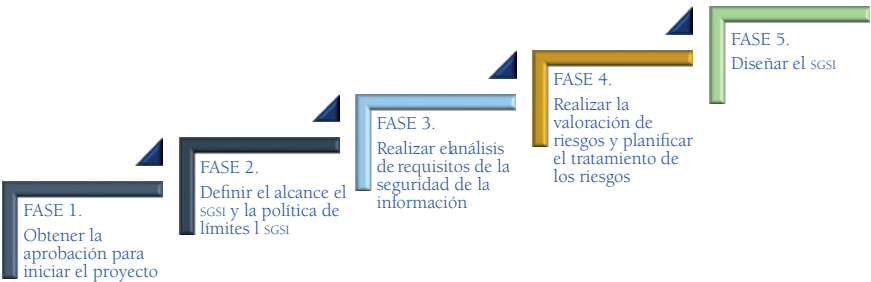 FASE 1.
Obtener la
aprobación para
iniciar el proyecto
FASE 2.
Definir el alcance el
SGSI y la política de
límites l SGSI
FASE 3.
Realizar el análisis
de requisitos de la
seguridad de la
información
FASE 4.
Realizar la
valoración de
riesgos y planificar
el tratamiento de
los riesgos
FASE 5.
Diseñar el SGSI